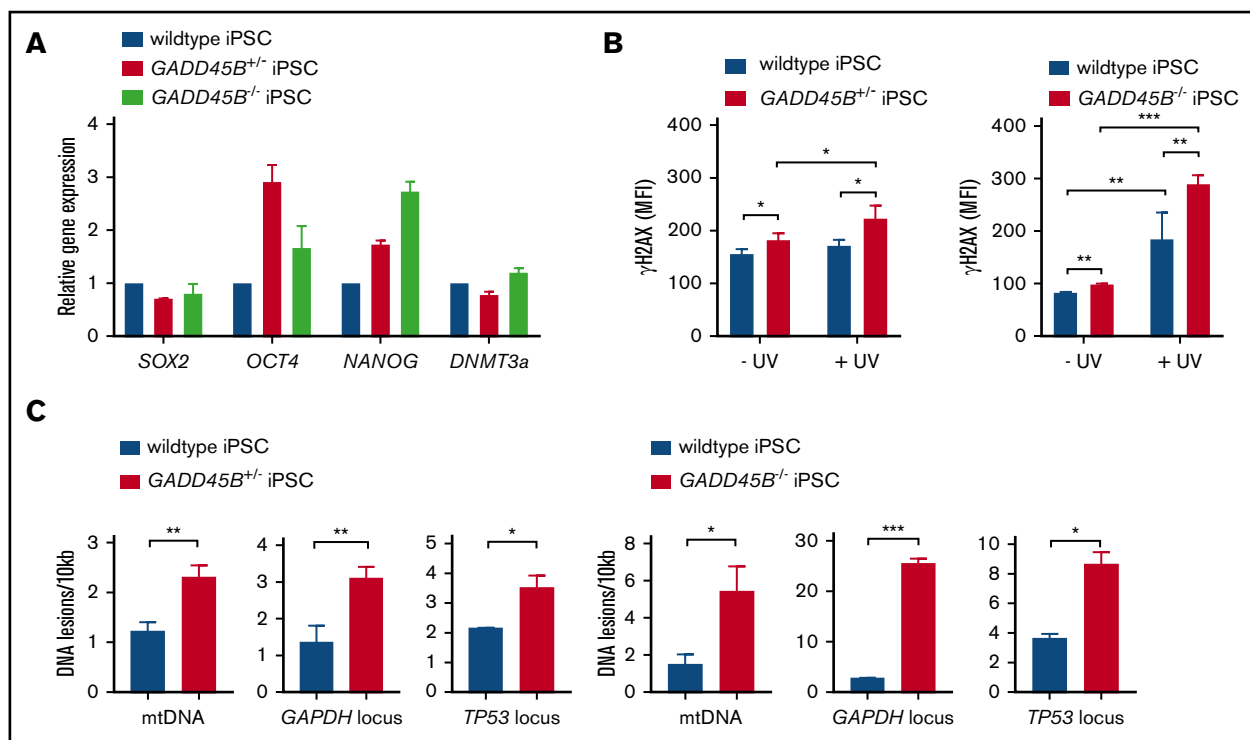 A
wildtype iPSC
GADD45B+/- iPSC
GADD45B-/- iPSC
Relative gene expression
4
3
2
1
0
SOX2 OCT4 NANOG DNMT3a
B
wildtype iPSC
GADD45B+/- iPSC
γH2AX (MFI)
400
300
200
100
0
*
*
*
- UV + UV
wildtype iPSC
GADD45B-/- iPSC
γH2AX (MFI)
400
300
200
100
0
***
**
**
**
- UV + UV
C
wildtype iPSC
GADD45B+/- iPSC
DNA lesions/10kb
3
2
1
0
**
mtDNA
4
3
2
1
0
**
GAPDH locus
5
4
3
2
1
0
*
TP53 locus
wildtype iPSC
GADD45B-/- iPSC
DNA lesions/10kb
8
6
4
2
0
*
mtDNA
30
20
10
0
***
GAPDH locus
10
8
6
4
2
0
*
TP53 locus